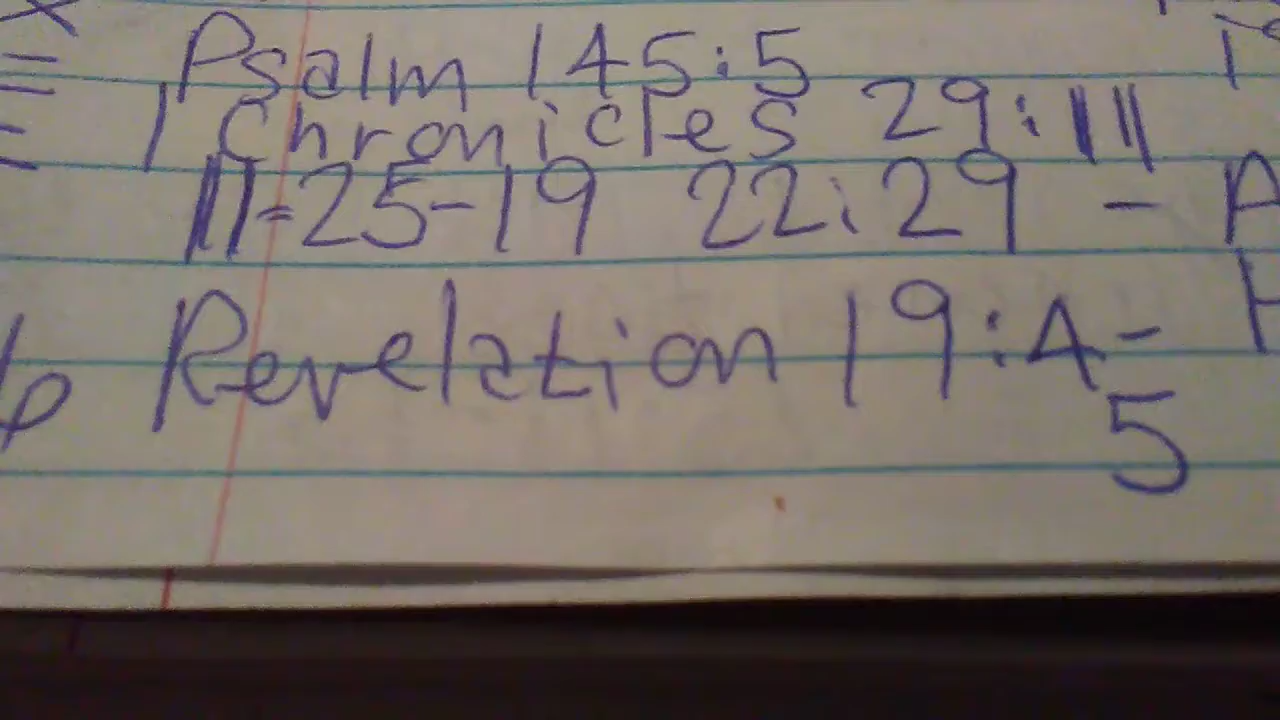 Psalm 145:5
1 Chronicles 29:11
11-25-19 22:29 -
Revelation 19:4-
5